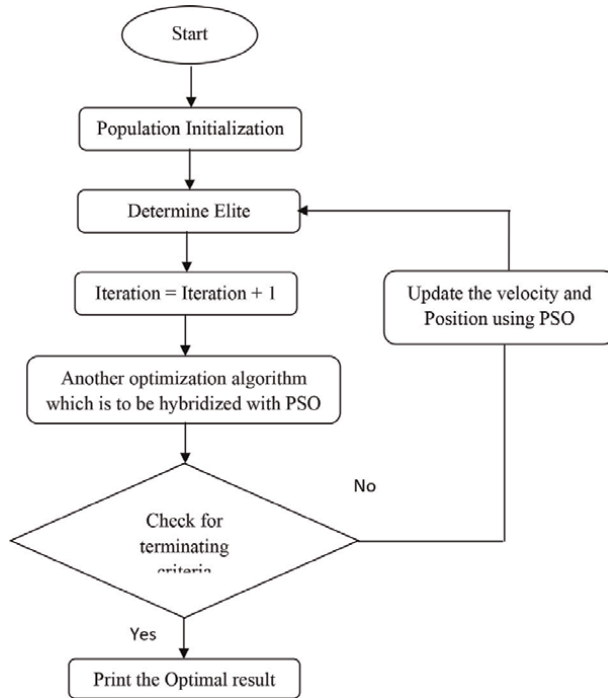 Start
Population Initialization
Determine Elite
Iteration = Iteration + 1
Update the velocity and
Position using PSO
Another optimization algorithm
which is to be hybridized with PSO
No
Check for
terminating
criteria
Yes
Print the Optimal result